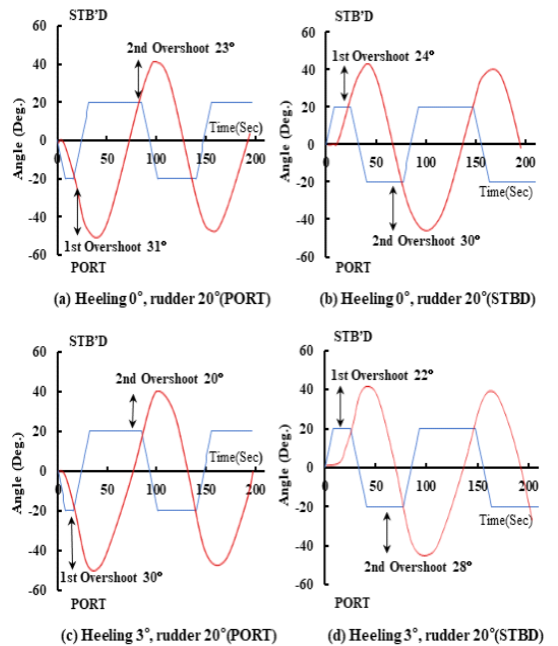 STB'D
2nd Overshoot 23°
Time(Sec)
Angle (Deg.)
60
40
20
0
-20
-40
-60
0 50 100 150 200
1st Overshoot 31°
PORT
(a) Heeling 0°, rudder 20°(PORT)
STB'D
1st Overshoot 24°
Time(Sec)
Angle (Deg.)
60
40
20
0
-20
-40
-60
0 50 100 150 200
2nd Overshoot 30°
PORT
(b) Heeling 0°, rudder 20°(STBD)
STB'D
2nd Overshoot 20°
Time(Sec)
Angle (Deg.)
60
40
20
0
-20
-40
-60
0 50 100 150 200
1st Overshoot 30°
PORT
(c) Heeling 3°, rudder 20°(PORT)
STB'D
1st Overshoot 22°
Time(Sec)
Angle (Deg.)
60
40
20
0
-20
-40
-60
0 50 100 150 200
2nd Overshoot 28°
PORT
(d) Heeling 3°, rudder 20°(STBD)